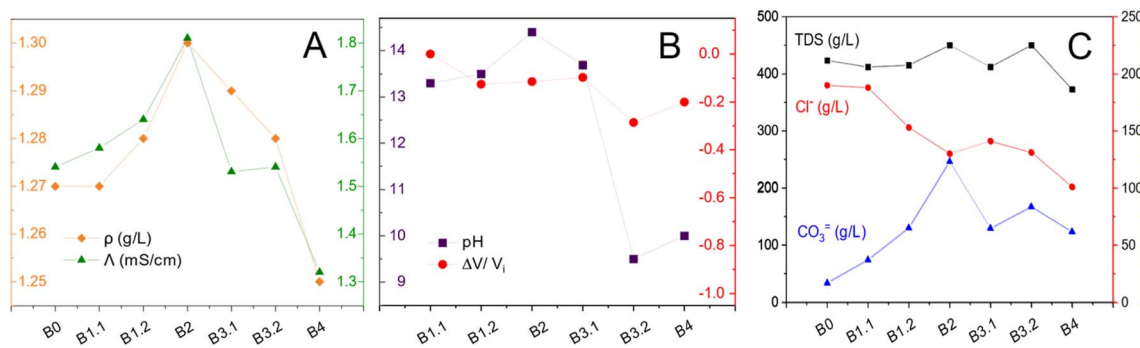 A
1.30
1.29
1.28
1.27
1.26
1.25
1.8
1.7
1.6
1.5
1.4
1.3
ρ (g/L)
Λ (mS/cm)
B0 B1.1 B1.2 B2 B3.1 B3.2 B4
B
14
13
12
11
10
9
0.0
-0.2
-0.4
-0.6
-0.8
-1.0
pH
ΔV/ Vi
B1.1 B1.2 B2 B3.1 B3.2 B4
C
500
400
300
200
100
0
250
200
150
100
50
0
TDS (g/L)
Cl- (g/L)
CO3= (g/L)
B0 B1.1 B1.2 B2 B3.1 B3.2 B4